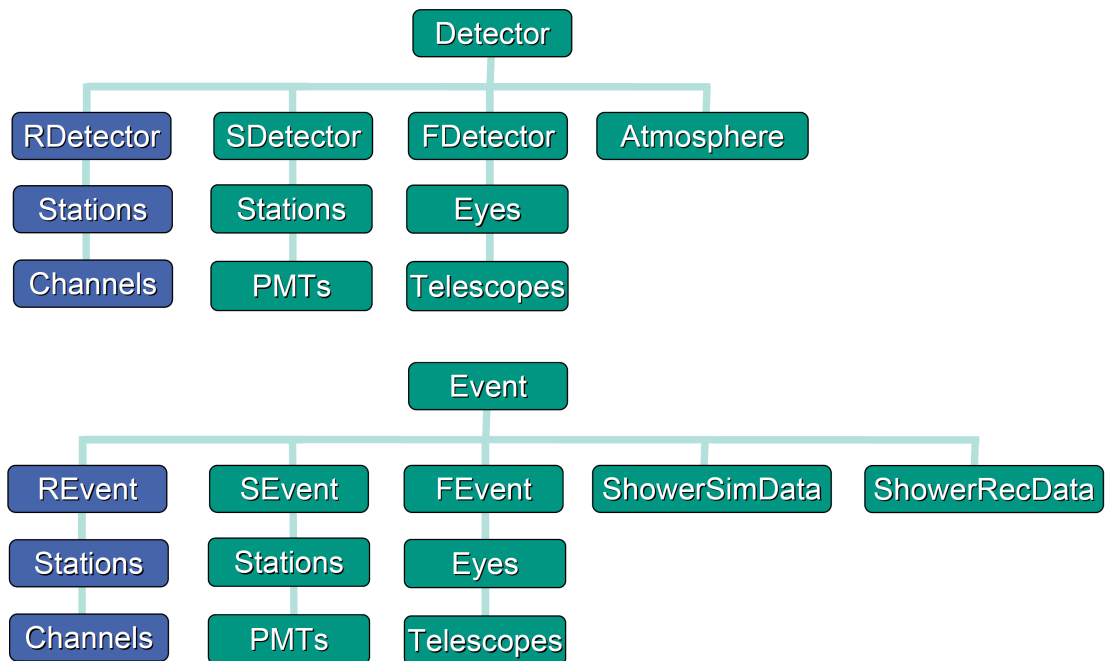 Detector
RDetector SDetector FDetector Atmosphere
Stations Stations Eyes
Channels PMTs Telescopes
Event
REvent SEvent FEvent ShowerSimData ShowerRecData
Stations Stations Eyes
Channels PMTs Telescopes